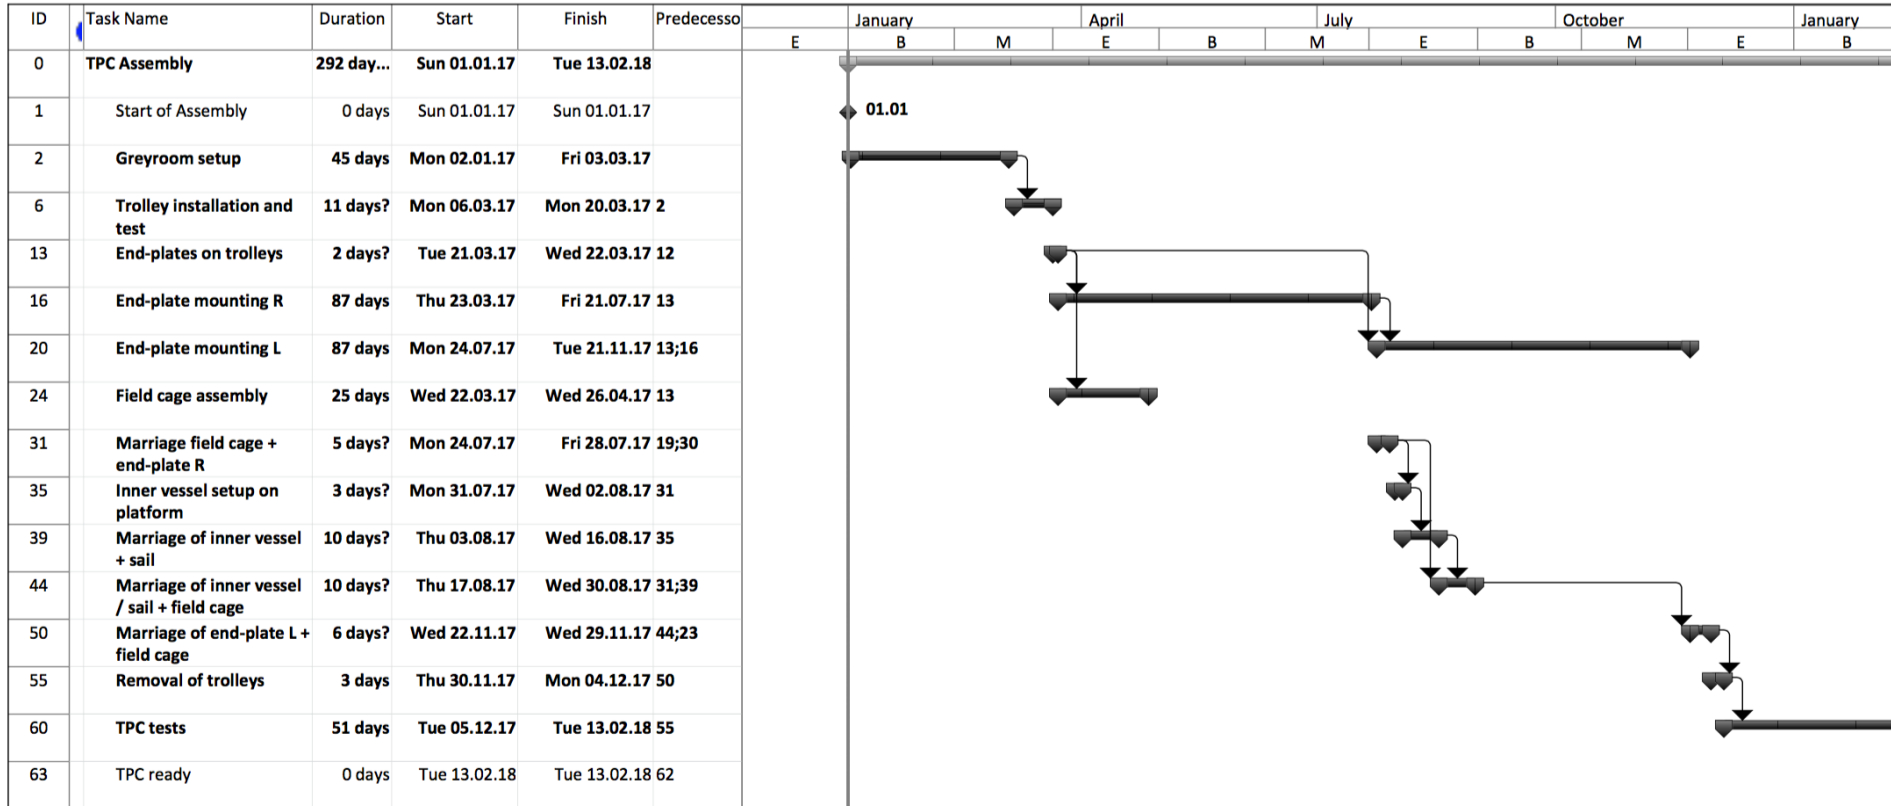 ID Task Name Duration Start Finish Predecesso January April July October January
E B M E B M E B M E B
0 TPC Assembly 292 day... Sun 01.01.17 Tue 13.02.18
1 Start of Assembly 0 days Sun 01.01.17 Sun 01.01.17 01.01
2 Greyroom setup 45 days Mon 02.01.17 Fri 03.03.17
6 Trolley installation and 11 days? Mon 06.03.17 Mon 20.03.17 2
test
13 End-plates on trolleys 2 days? Tue 21.03.17 Wed 22.03.17 12
16 End-plate mounting R 87 days Thu 23.03.17 Fri 21.07.17 13
20 End-plate mounting L 87 days Mon 24.07.17 Tue 21.11.17 13;16
24 Field cage assembly 25 days Wed 22.03.17 Wed 26.04.17 13
31 Marriage field cage + 5 days? Mon 24.07.17 Fri 28.07.17 19;30
end-plate R
35 Inner vessel setup on 3 days? Mon 31.07.17 Wed 02.08.17 31
platform
39 Marriage of inner vessel 10 days? Thu 03.08.17 Wed 16.08.17 35
+ sail
44 Marriage of inner vessel 10 days? Thu 17.08.17 Wed 30.08.17 31;39
/ sail + field cage
50 Marriage of end-plate L + 6 days? Wed 22.11.17 Wed 29.11.17 44;23
field cage
55 Removal of trolleys 3 days Thu 30.11.17 Mon 04.12.17 50
60 TPC tests 51 days Tue 05.12.17 Tue 13.02.18 55
63 TPC ready 0 days Tue 13.02.18 Tue 13.02.18 62